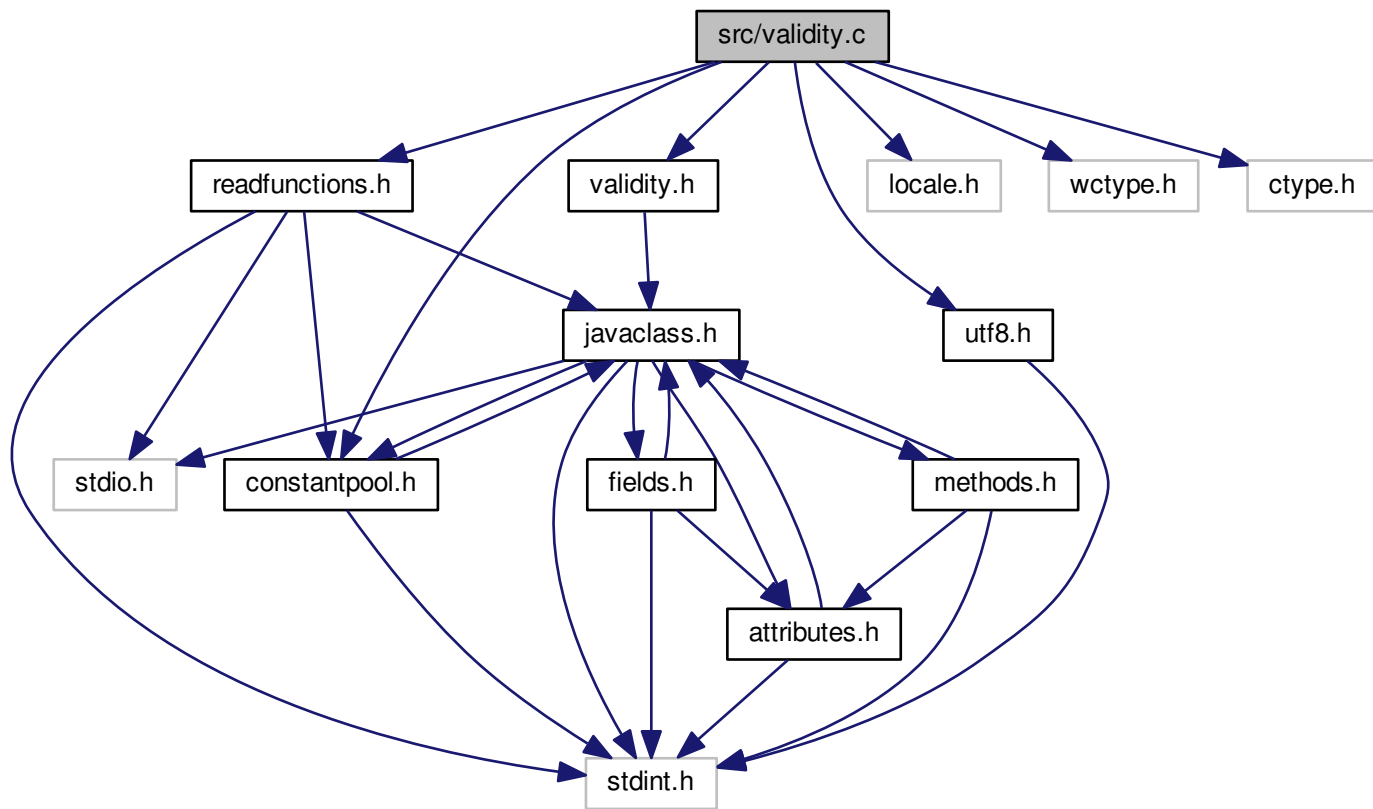 src/validity.c
readfunctions.h
validity.h
locale.h
wctype.h
ctype.h
javaclass.h
utf8.h
stdio.h
constantpool.h
fields.h
methods.h
attributes.h
stdint.h